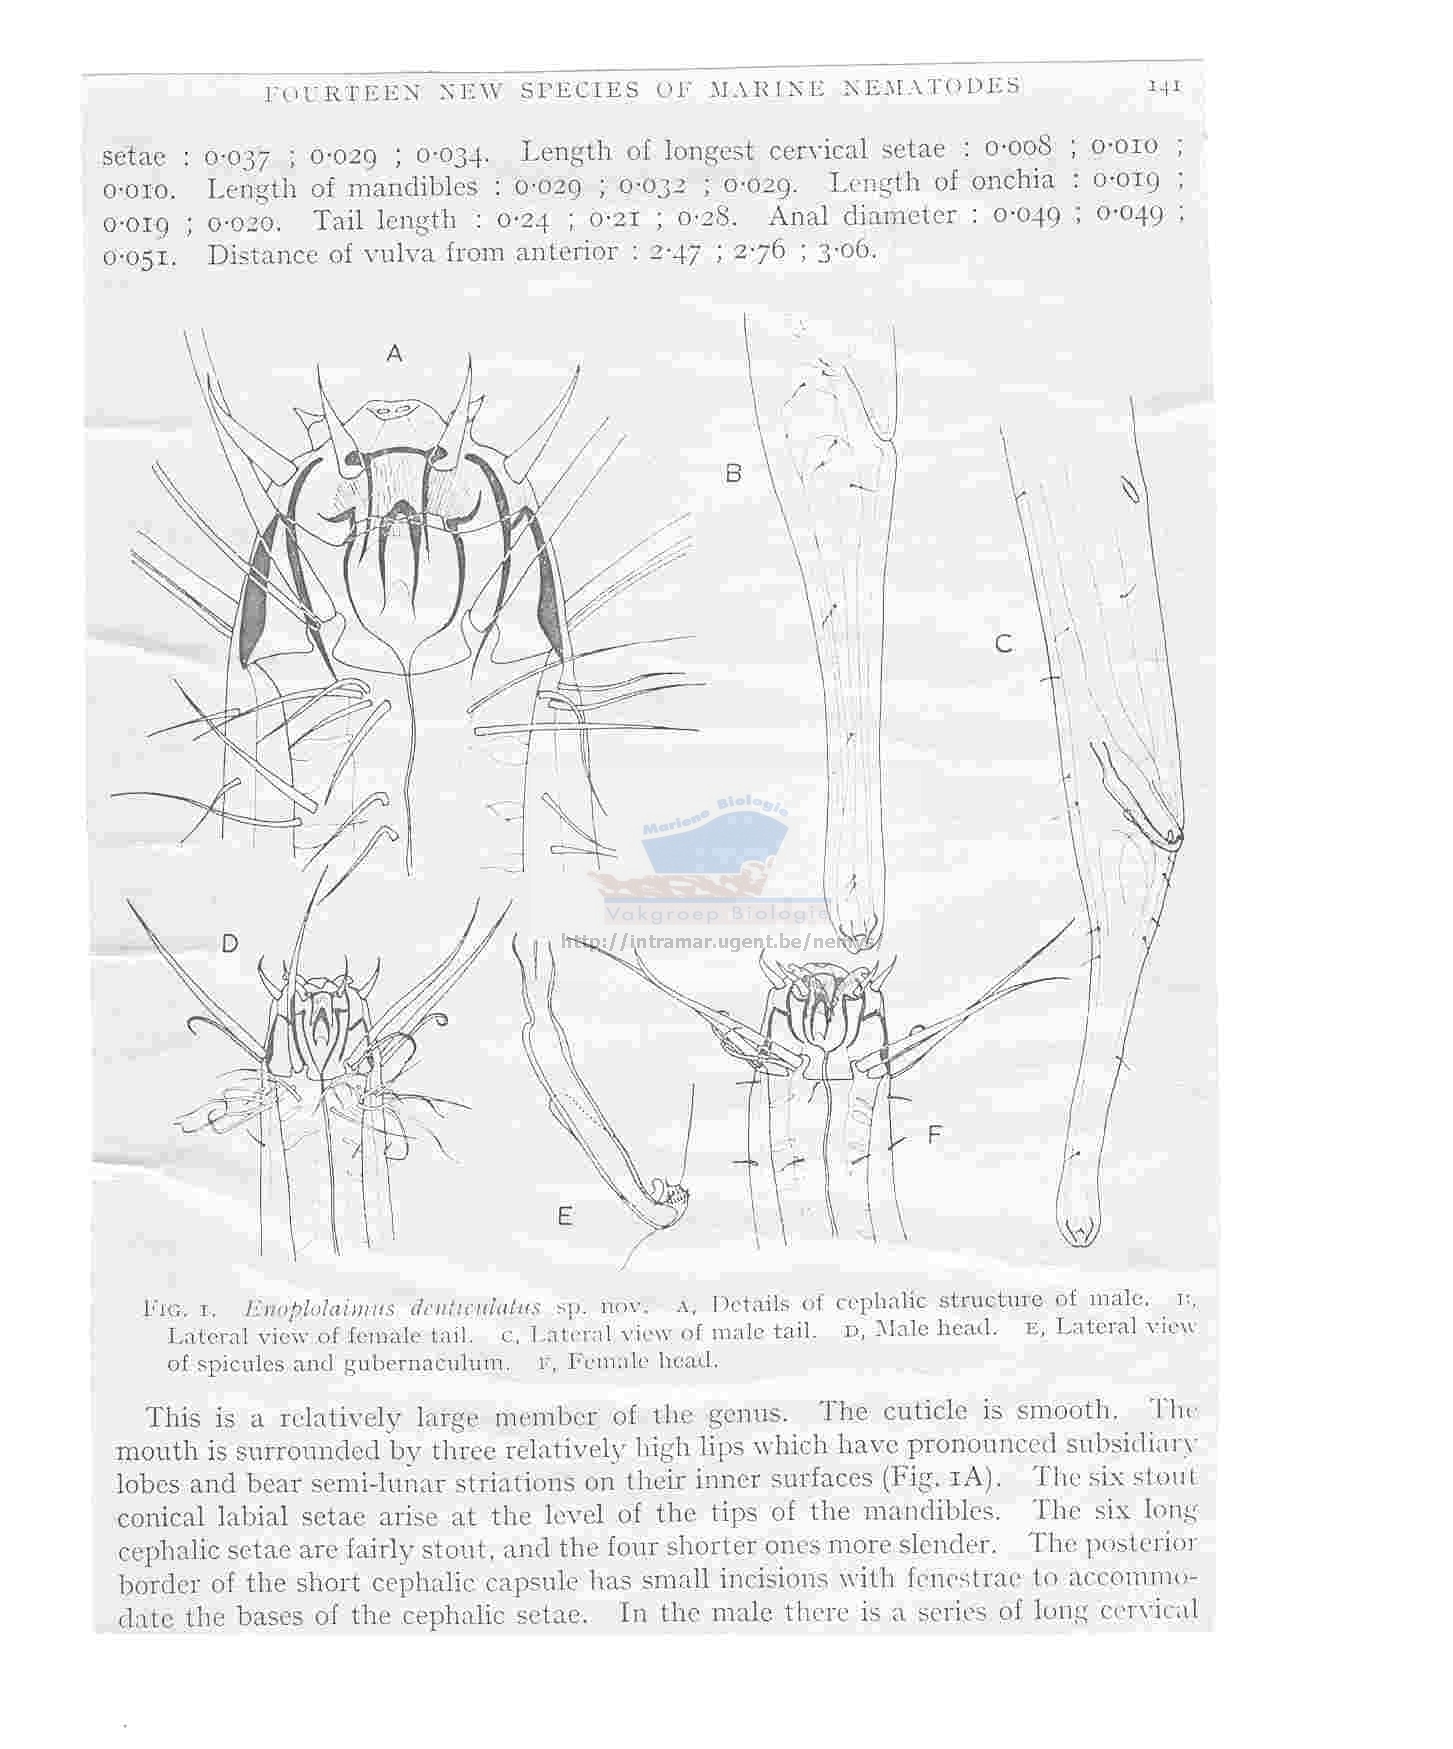 FOURTEEN NEW SPECIES OF MARINE NEMATODES 141
setae : 0·037 ; 0·029 ; 0·034. Length of longest cervical setae : 0·008 ; 0·010 ;
0·010. Length of mandibles : 0·029 ; 0·032 ; 0·029. Length of onchia : 0·019 ;
0·019 ; 0·020. Tail length : 0·24 ; 0·21 ; 0·28. Anal diameter : 0·049 ; 0·049 ;
0·051. Distance of vulva from anterior : 2·47 ; 2·76 ; 3·06.
A
B
C
Mariene Biologie
Vakgroep Biologie
http://intramar.ugent.be/nemys/
D
E
F
FIG. 1. Enoplolaimus denticulatus sp. nov. A, Details of cephalic structure of male. B,
Lateral view of female tail. C, Lateral view of male tail. D, Male head. E, Lateral view
of spicules and gubernaculum. F, Female head.
This is a relatively large member of the genus. The cuticle is smooth. The
mouth is surrounded by three relatively high lips which have pronounced subsidiary
lobes and bear semi-lunar striations on their inner surfaces (Fig. 1A). The six stout
conical labial setae arise at the level of the tips of the mandibles. The six long
cephalic setae are fairly stout, and the four shorter ones more slender. The posterior
border of the short cephalic capsule has small incisions with fenestrae to accommo-
date the bases of the cephalic setae. In the male there is a series of long cervical